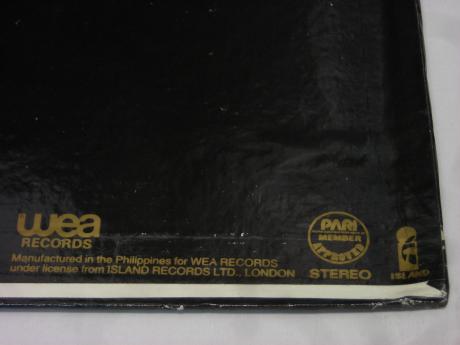 wea
RECORDS
Manufactured in the Philippines for WEA RECORDS
under license from ISLAND RECORDS LTD., LONDON
PARI
MEMBER
APPROVED
STEREO
ISLAND